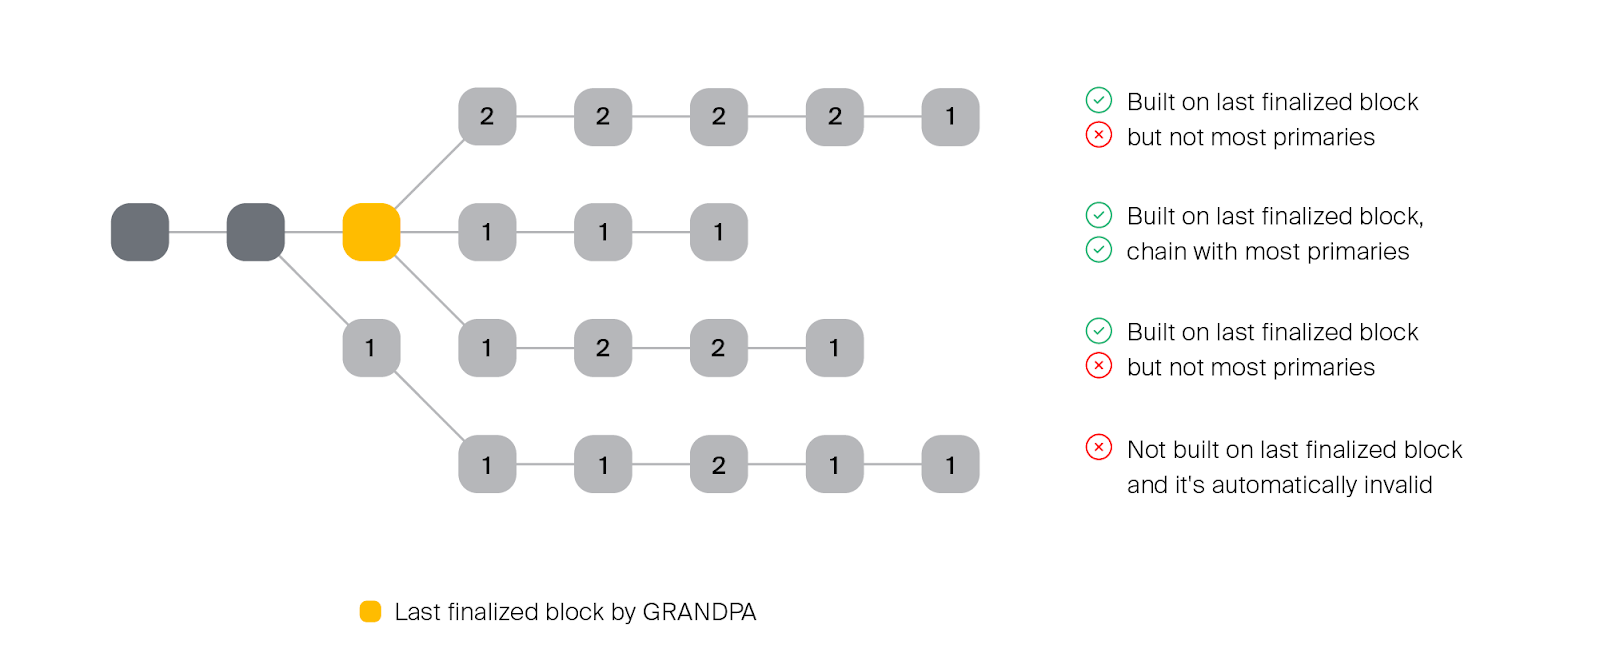 2 2 2 2 1
Built on last finalized block
but not most primaries
1 1 1
Built on last finalized block,
chain with most primaries
1 1 2 2 1
Built on last finalized block
but not most primaries
1 1 2 1 1
Not built on last finalized block
and it's automatically invalid
Last finalized block by GRANDPA